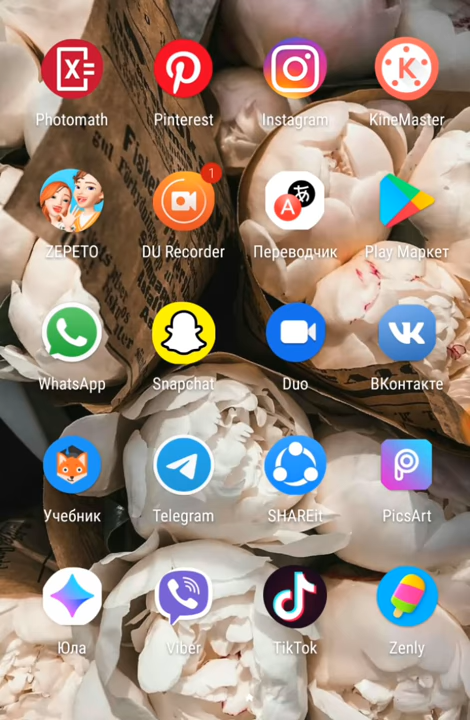 Photomath
Pinterest
Instagram
KineMaster
1
ZEPETO
DU Recorder
Переводчик
Play Маркет
WhatsApp
Snapchat
Duo
ВКонтакте
Учебник
Telegram
SHAREit
PicsArt
Юла
Viber
TikTok
Zenly